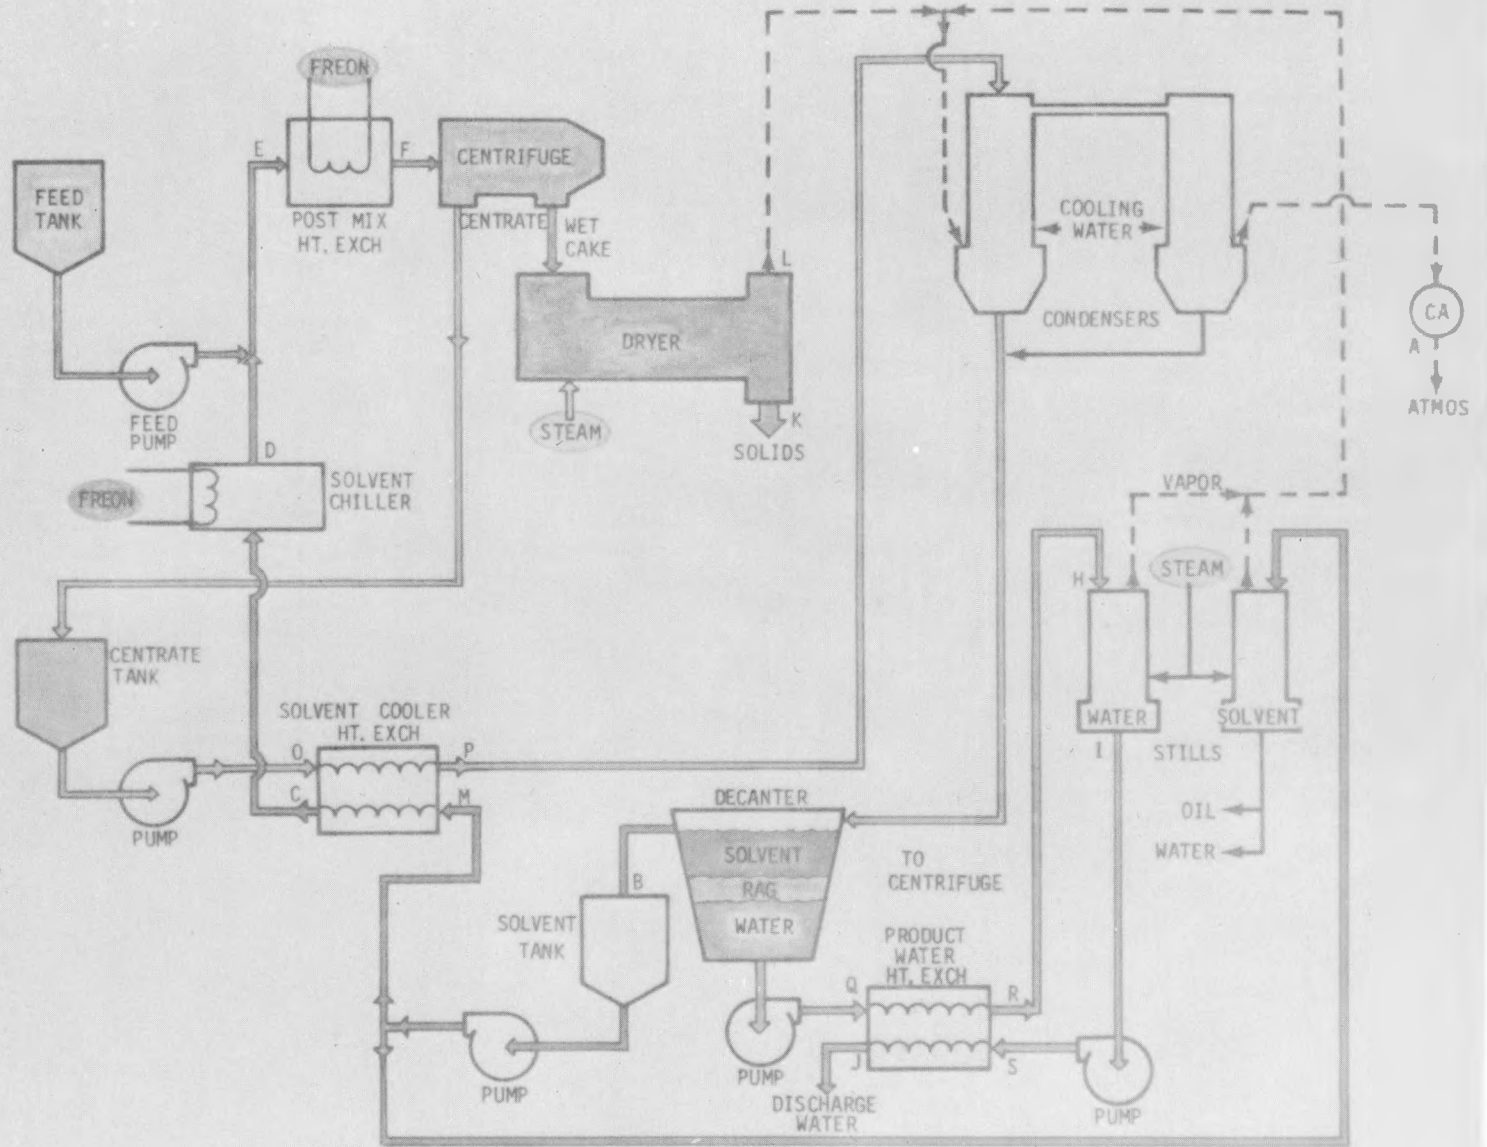 FREON
E
F
FEED
TANK
CENTRIFUGE
POST MIX
HT. EXCH
CENTRATE
WET
CAKE
L
COOLING
WATER
CONDENSERS
CA
A
ATMOS
DRYER
FEED
PUMP
STEAM
K
SOLIDS
D
SOLVENT
CHILLER
FREON
VAPOR
H
STEAM
CENTRATE
TANK
SOLVENT COOLER
HT. EXCH
O
P
C
M
PUMP
WATER
SOLVENT
I
STILLS
OIL
WATER
DECANTER
SOLVENT
RAG
WATER
TO
CENTRIFUGE
B
SOLVENT
TANK
PRODUCT
WATER
HT. EXCH
Q
R
J
S
PUMP
PUMP
DISCHARGE
WATER
PUMP